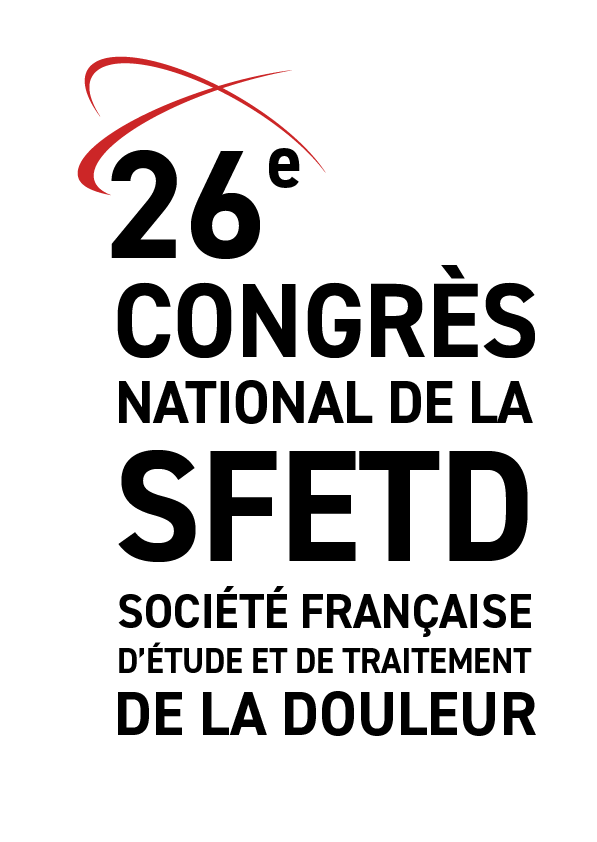 26e
CONGRÈS
NATIONAL DE LA
SFETD
SOCIÉTÉ FRANÇAISE
D’ÉTUDE ET DE TRAITEMENT
DE LA DOULEUR